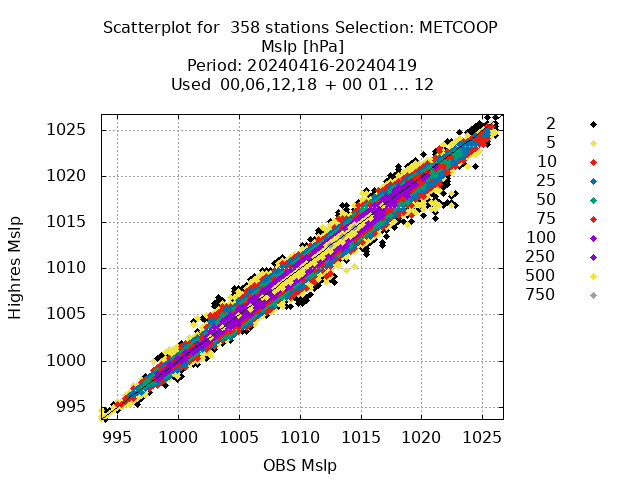 Scatterplot for 358 stations Selection: METCOOP
Mslp [hPa]
Period: 20240416-20240419
Used 00,06,12,18 + 00 01 ... 12
Highres Mslp
1025
1020
1015
1010
1005
1000
995
995 1000 1005 1010 1015 1020 1025
OBS Mslp
2
5
10
25
50
75
100
250
500
750